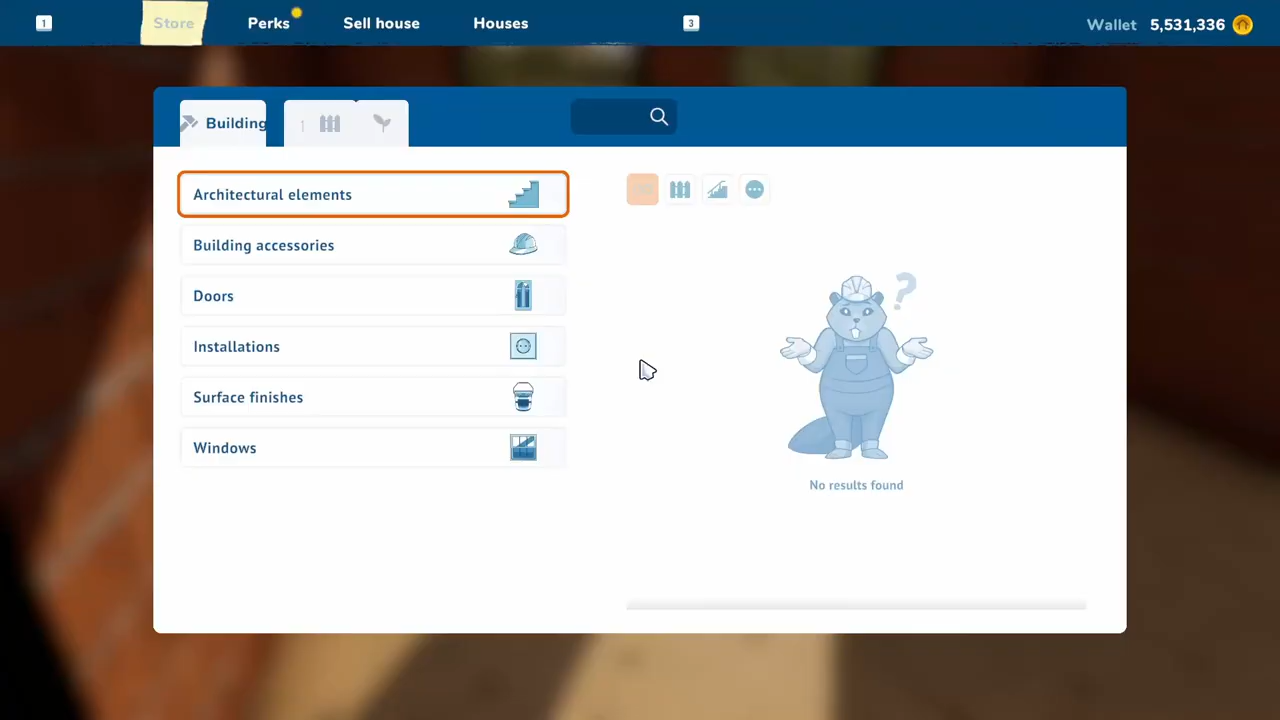 1
Store
Perks
Sell house
Houses
3
Wallet 5,531,336
Building
Architectural elements
Building accessories
Doors
Installations
Surface finishes
Windows
?
No results found